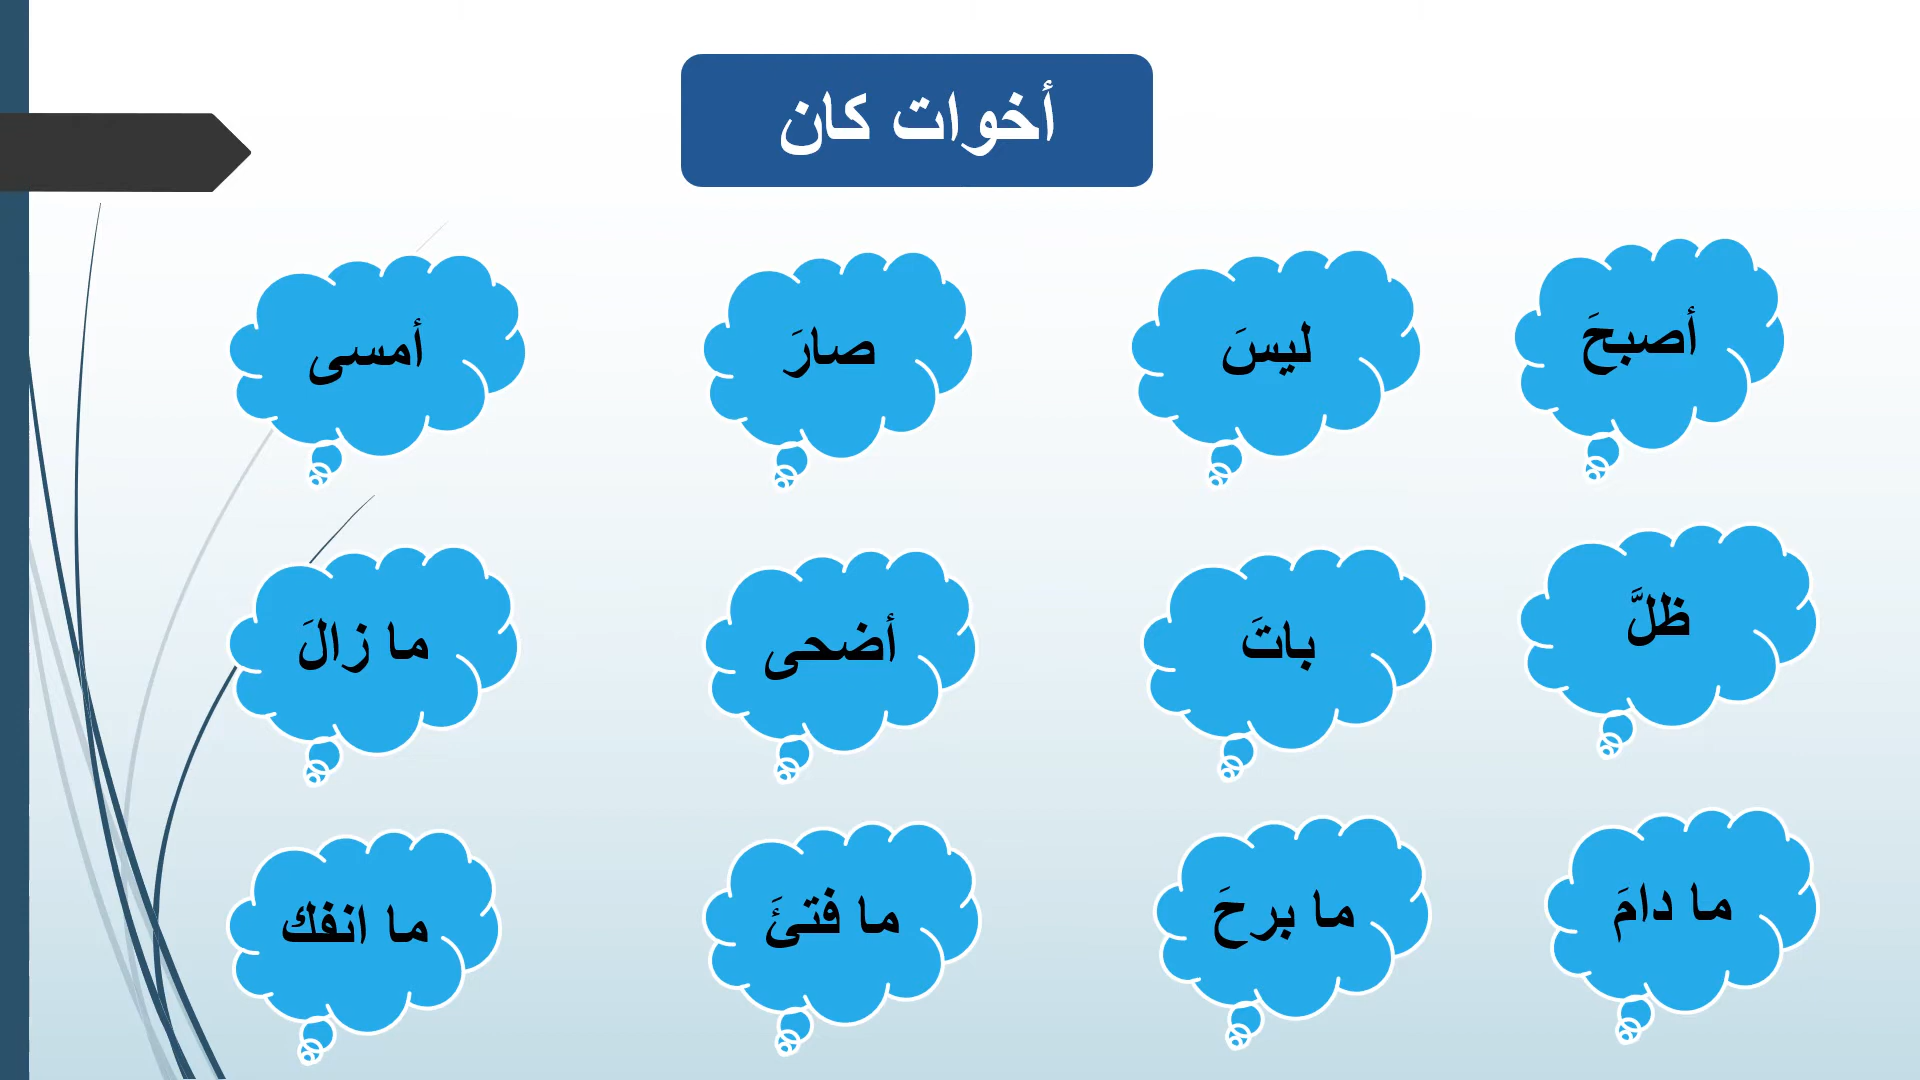 أخوات كان
أصبحَ
ليسَ
صارَ
أمسى
ظلَّ
باتَ
أضحى
ما زالَ
ما دامَ
ما برحَ
ما فتئَ
ما انفك